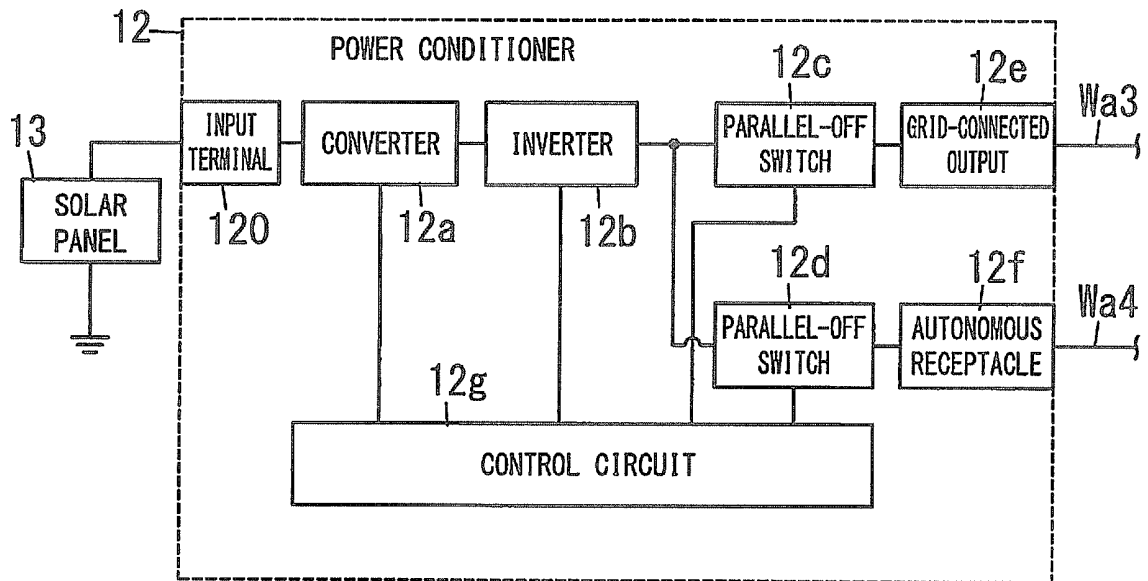 12
POWER CONDITIONER
12c
12e
Wa3
13
INPUT
TERMINAL
CONVERTER
INVERTER
PARALLEL-OFF
SWITCH
GRID-CONNECTED
OUTPUT
SOLAR
PANEL
120
12a
12b
12d
12f
Wa4
PARALLEL-OFF
SWITCH
AUTONOMOUS
RECEPTACLE
12g
CONTROL CIRCUIT